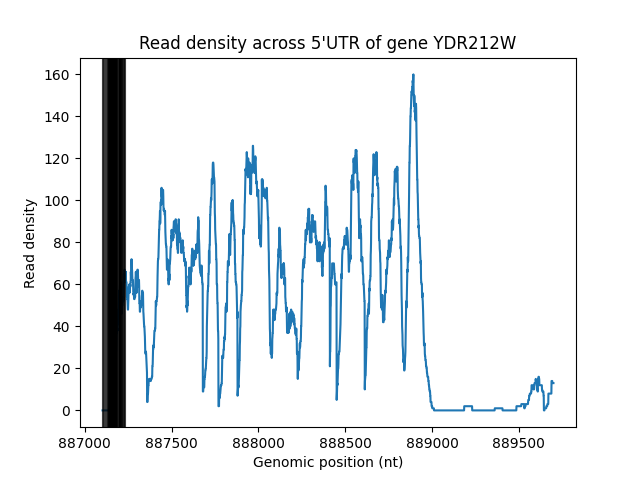 Read density across 5'UTR of gene YDR212W
160
140
120
100
80
60
40
20
0
Read density
887000 887500 888000 888500 889000 889500
Genomic position (nt)